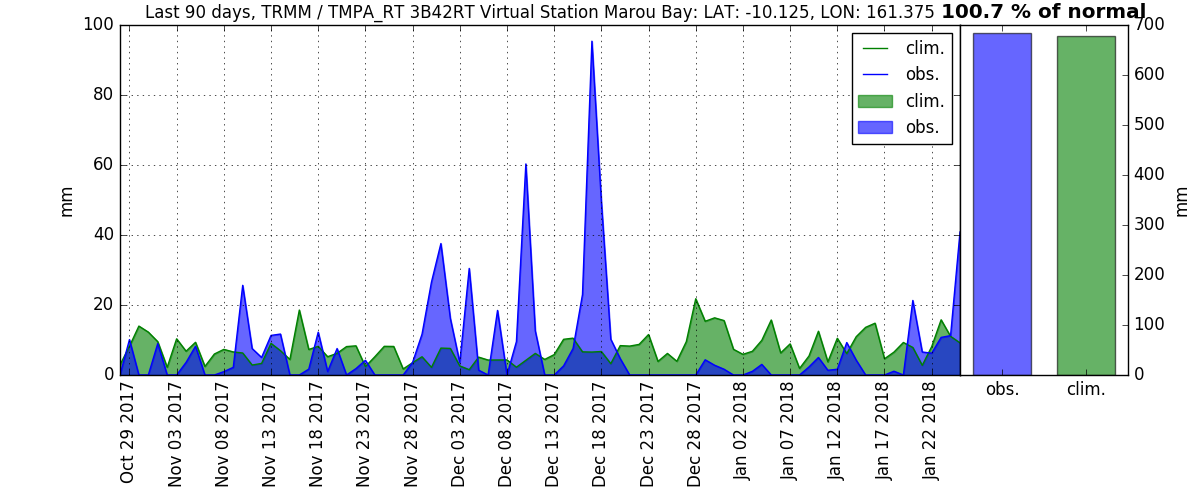 Last 90 days, TRMM / TMPA_RT 3B42RT Virtual Station Marou Bay: LAT: -10.125, LON: 161.375 100.7 % of normal
100
80
60
40
20
0
mm
clim.
obs.
clim.
obs.
700
600
500
400
300
200
100
0
mm
obs.
clim.
Oct 29 2017
Nov 03 2017
Nov 08 2017
Nov 13 2017
Nov 18 2017
Nov 23 2017
Nov 28 2017
Dec 03 2017
Dec 08 2017
Dec 13 2017
Dec 18 2017
Dec 23 2017
Dec 28 2017
Jan 02 2018
Jan 07 2018
Jan 12 2018
Jan 17 2018
Jan 22 2018